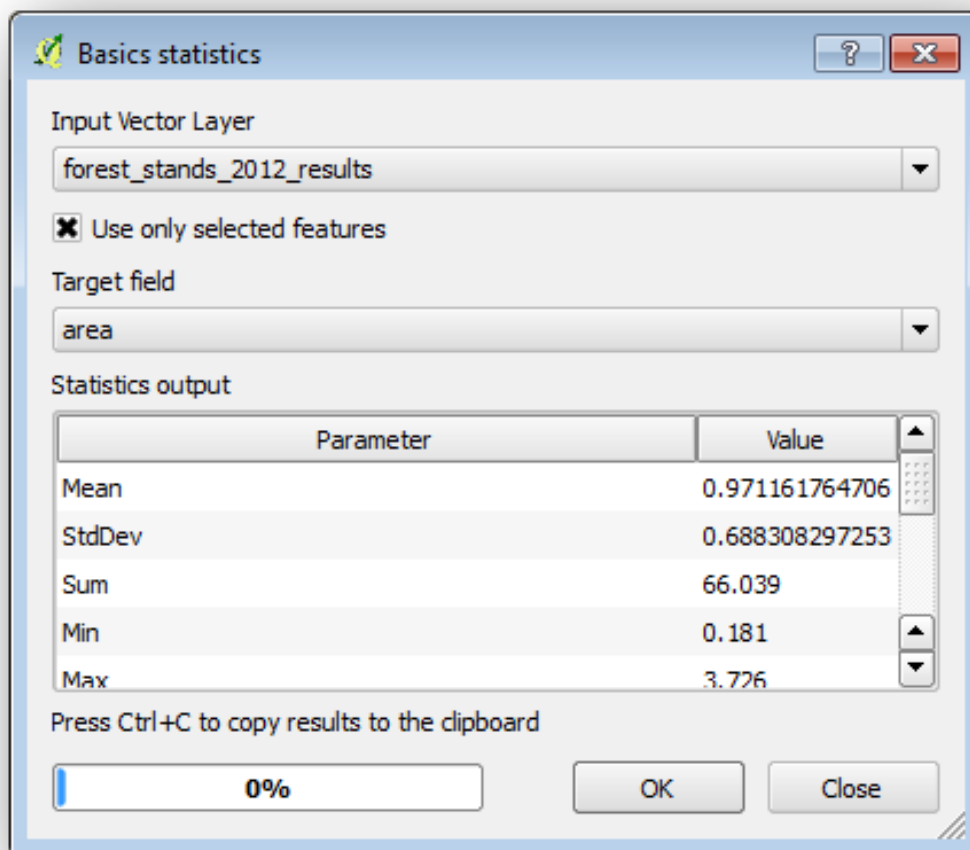 Basics statistics
Input Vector Layer
forest_stands_2012_results
Use only selected features
Target field
area
Statistics output
Parameter Value
Mean 0.971161764706
StdDev 0.688308297253
Sum 66.039
Min 0.181
Max 3.726
Press Ctrl+C to copy results to the clipboard
0% OK Close